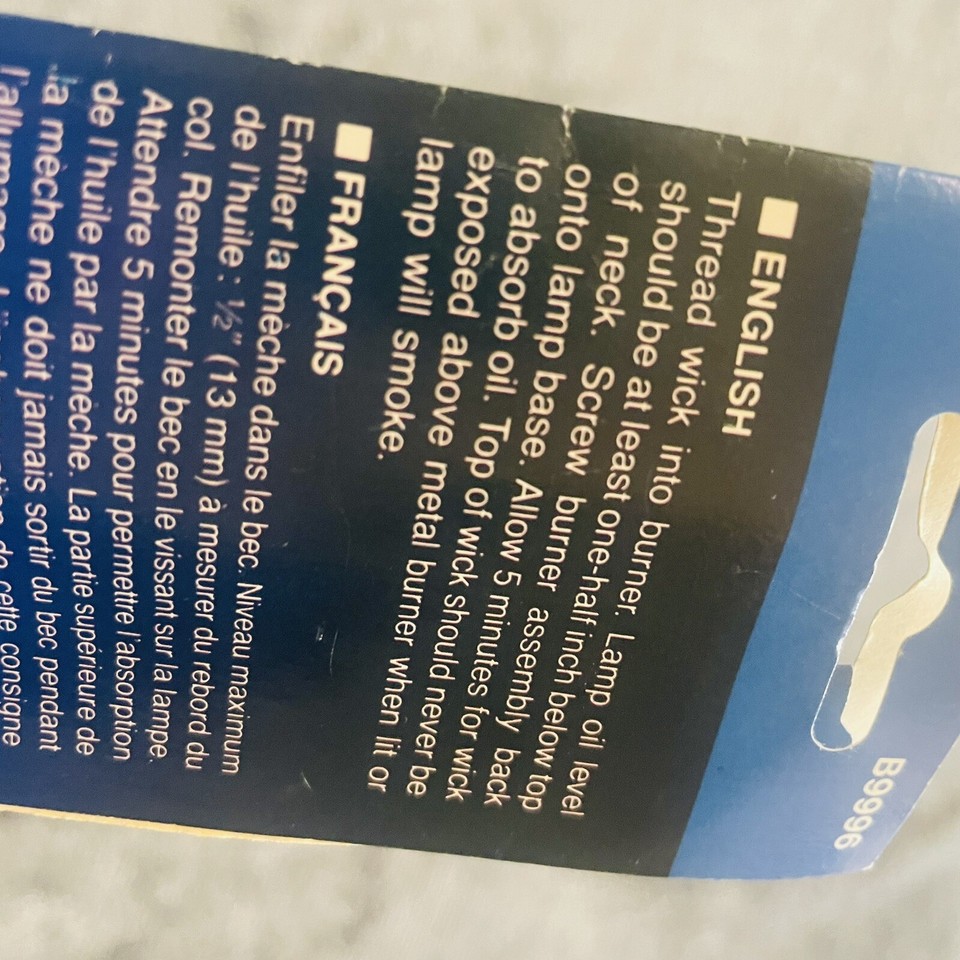 B9996
■ ENGLISH
Thread wick into burner. Lamp oil level
should be at least one-half inch below top
of neck. Screw burner assembly back
onto lamp base. Allow 5 minutes for wick
to absorb oil. Top of wick should never be
exposed above metal burner when lit or
lamp will smoke.
■ FRANÇAIS
Enfiler la mèche dans le bec. Niveau maximum
de l'huile : ½" (13 mm) à mesurer du rebord du
col. Remonter le bec en le vissant sur la lampe.
Attendre 5 minutes pour permettre l'absorption
de l'huile par la mèche. La partie supérieure de
la mèche ne doit jamais sortir du bec pendant
cette consigne